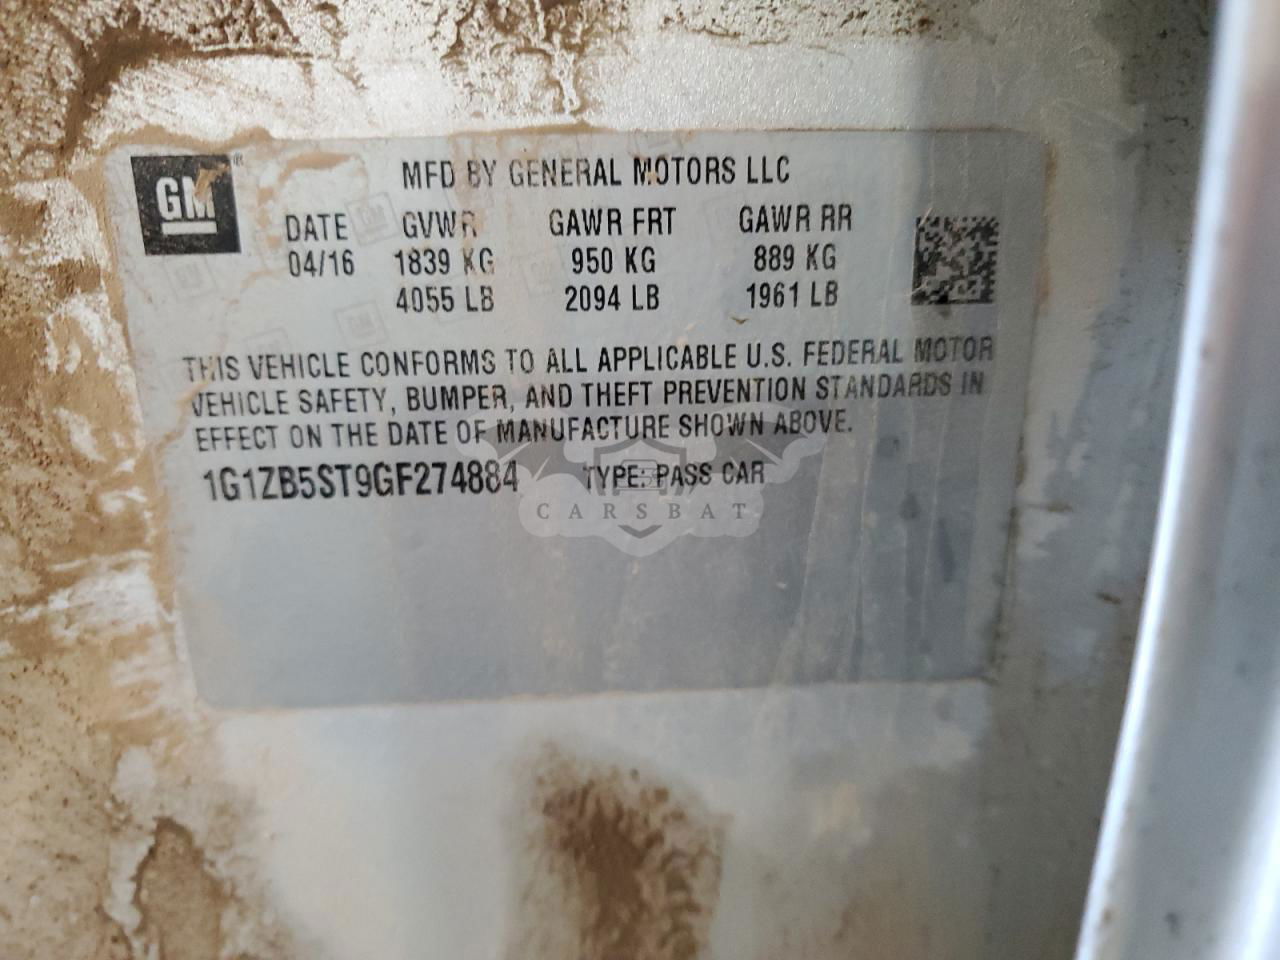 GM
MFD BY GENERAL MOTORS LLC
DATE GVWR GAWR FRT GAWR RR
04/16 1839 KG 950 KG 889 KG
4055 LB 2094 LB 1961 LB
THIS VEHICLE CONFORMS TO ALL APPLICABLE U.S. FEDERAL MOTOR
VEHICLE SAFETY, BUMPER, AND THEFT PREVENTION STANDARDS IN
EFFECT ON THE DATE OF MANUFACTURE SHOWN ABOVE.
1G1ZB5ST9GF274884 TYPE: PASS CAR
CARSBAT